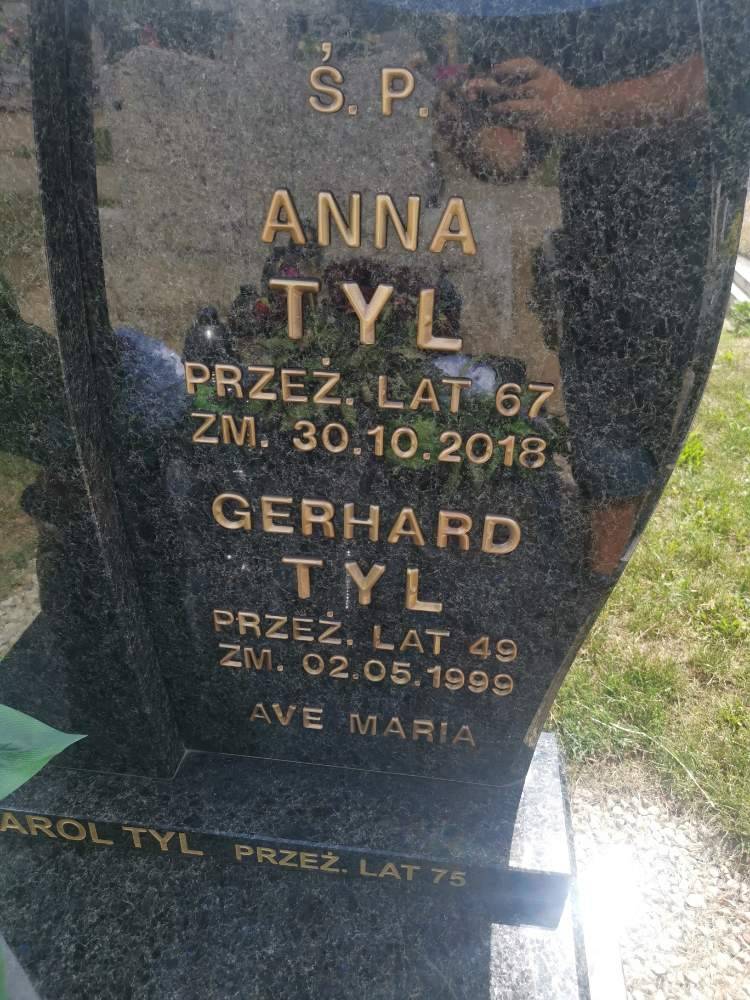 Ś. P.
ANNA
TYL
PRZEŻ. LAT 67
ZM. 30.10.2018
GERHARD
TYL
PRZEŻ. LAT 49
ZM. 02.05.1999
AVE MARIA
AROL TYL PRZEŻ. LAT 75